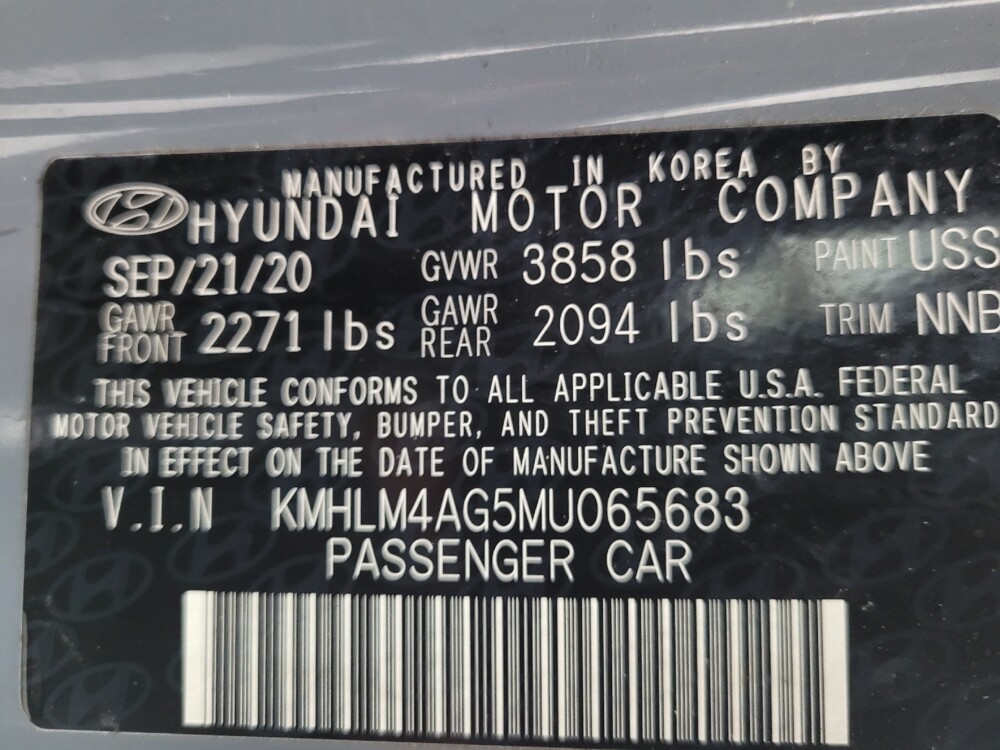 MANUFACTURED IN KOREA BY
HYUNDAI MOTOR COMPANY
SEP/21/20 GVWR 3858 lbs PAINT USS
GAWR FRONT 2271 lbs GAWR REAR 2094 lbs TRIM NNB
THIS VEHICLE CONFORMS TO ALL APPLICABLE U.S.A. FEDERAL
MOTOR VEHICLE SAFETY, BUMPER, AND THEFT PREVENTION STANDARD
IN EFFECT ON THE DATE OF MANUFACTURE SHOWN ABOVE
V.I.N KMHLM4AG5MU065683
PASSENGER CAR